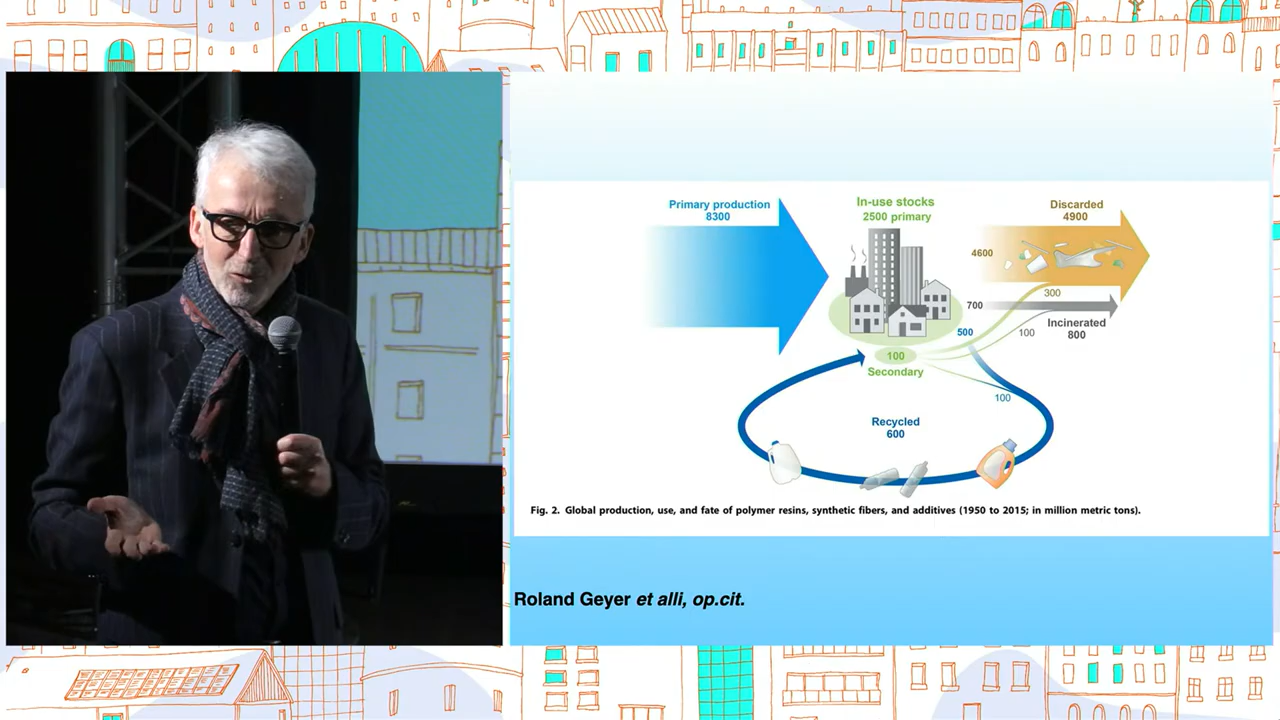 Primary production
8300
In-use stocks
2500 primary
Discarded
4900
4600
300
700
Incinerated
800
500
100
100
Secondary
100
Recycled
600
Fig. 2. Global production, use, and fate of polymer resins, synthetic fibers, and additives (1950 to 2015; in million metric tons).
Roland Geyer et alli, op.cit.